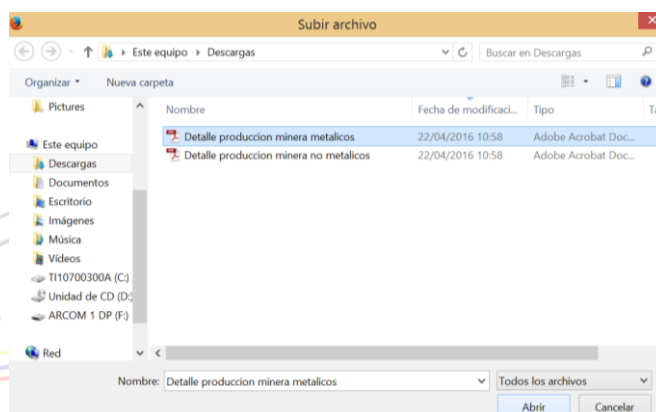 Subir archivo
Este equipo ▸ Descargas
Buscar en Descargas
Organizar
Nueva carpeta
Pictures
Este equipo
Descargas
Documentos
Escritorio
Imágenes
Música
Vídeos
TI10700300A (C:)
Unidad de CD (D:)
ARCOM 1 DP (F:)
Red
Nombre
Fecha de modificaci...
Tipo
Detalle produccion minera metalicos
22/04/2016 10:58
Adobe Acrobat Doc...
Detalle produccion minera no metalicos
22/04/2016 10:58
Adobe Acrobat Doc...
Nombre:
Detalle produccion minera metalicos
Todos los archivos
Abrir
Cancelar